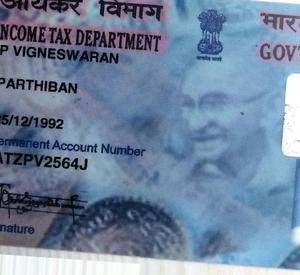 आयकर विभाग
INCOME TAX DEPARTMENT
GOV
P VIGNESWARAN
PARTHIBAN
5/12/1992
ermanent Account Number
ATZPV2564J
nature